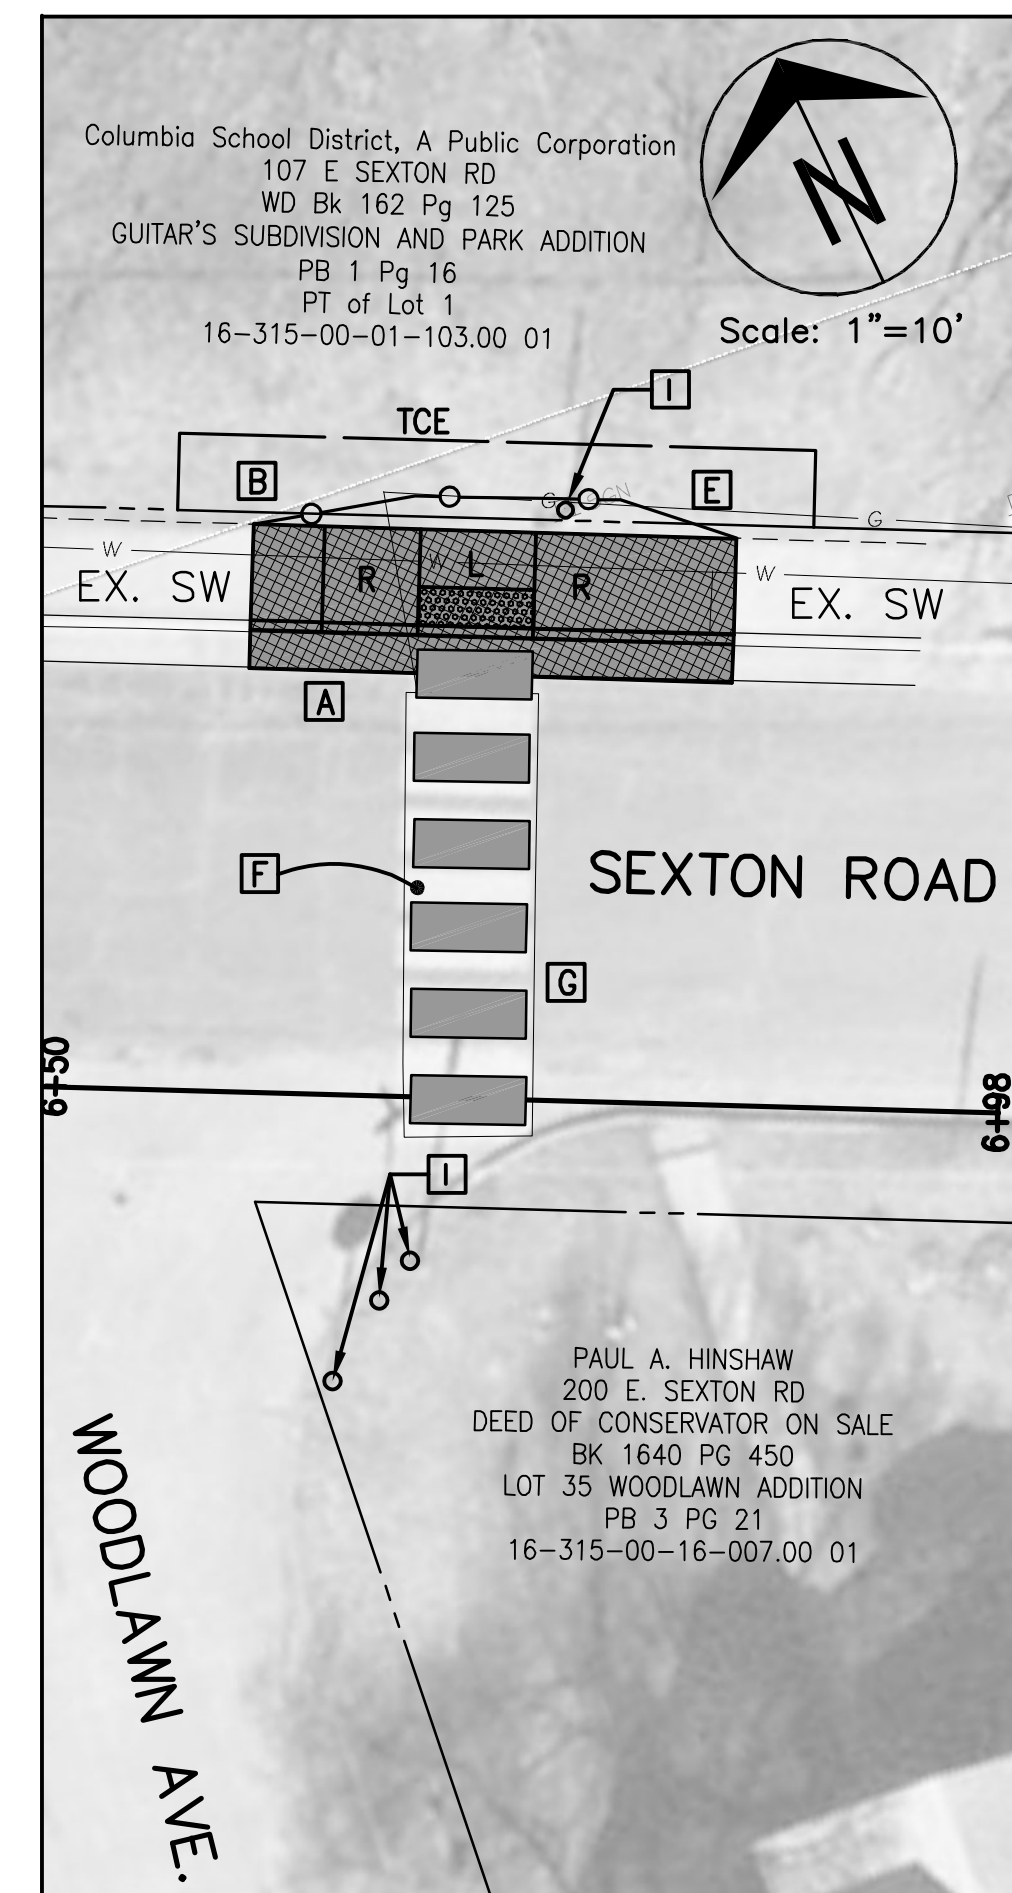 Columbia School District, A Public Corporation
107 E SEXTON RD
WD Bk 162 Pg 125
GUITAR'S SUBDIVISION AND PARK ADDITION
PB 1 Pg 16
PT of Lot 1
16-315-00-01-103.00 01
N
Scale: 1"=10'
I
TCE
B
E
G
G
W
W
W
EX. SW
R
L
R
EX. SW
A
F
SEXTON ROAD
G
6+50
6+98
I
PAUL A. HINSHAW
200 E. SEXTON RD
DEED OF CONSERVATOR ON SALE
BK 1640 PG 450
LOT 35 WOODLAWN ADDITION
PB 3 PG 21
16-315-00-16-007.00 01
WOODLAWN AVE.